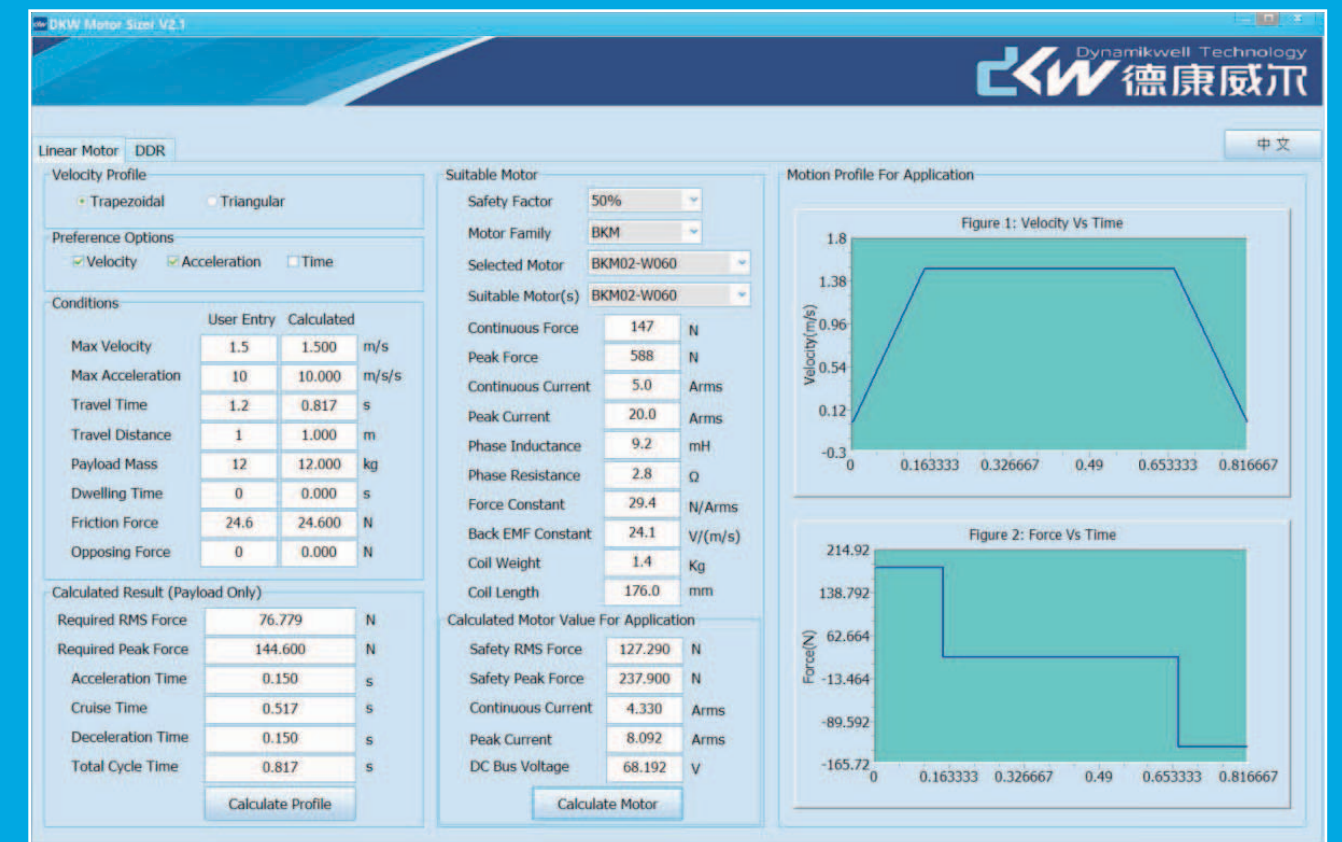 DKW Motor Sizer V2.1
Dynamikwell Technology
德康威尔
中文
Linear Motor DDR
Velocity Profile
Trapezoidal Triangular
Preference Options
Velocity Acceleration Time
Conditions
User Entry Calculated
Max Velocity 1.5 1.500 m/s
Max Acceleration 10 10.000 m/s/s
Travel Time 1.2 0.817 s
Travel Distance 1 1.000 m
Payload Mass 12 12.000 kg
Dwelling Time 0 0.000 s
Friction Force 24.6 24.600 N
Opposing Force 0 0.000 N
Calculated Result (Payload Only)
Required RMS Force 76.779 N
Required Peak Force 144.600 N
Acceleration Time 0.150 s
Cruise Time 0.517 s
Deceleration Time 0.150 s
Total Cycle Time 0.817 s
Calculate Profile
Suitable Motor
Safety Factor 50%
Motor Family BKM
Selected Motor BKM02-W060
Suitable Motor(s) BKM02-W060
Continuous Force 147 N
Peak Force 588 N
Continuous Current 5.0 Arms
Peak Current 20.0 Arms
Phase Inductance 9.2 mH
Phase Resistance 2.8 Ω
Force Constant 29.4 N/Arms
Back EMF Constant 24.1 V/(m/s)
Coil Weight 1.4 Kg
Coil Length 176.0 mm
Calculated Motor Value For Application
Safety RMS Force 127.290 N
Safety Peak Force 237.900 N
Continuous Current 4.330 Arms
Peak Current 8.092 Arms
DC Bus Voltage 68.192 V
Calculate Motor
Motion Profile For Application
Figure 1: Velocity Vs Time
Velocity(m/s)
1.8
1.38
0.96
0.54
0.12
-0.3
0 0.163333 0.326667 0.49 0.653333 0.816667
Figure 2: Force Vs Time
Force(N)
214.92
138.792
62.664
-13.464
-89.592
-165.72
0 0.163333 0.326667 0.49 0.653333 0.816667